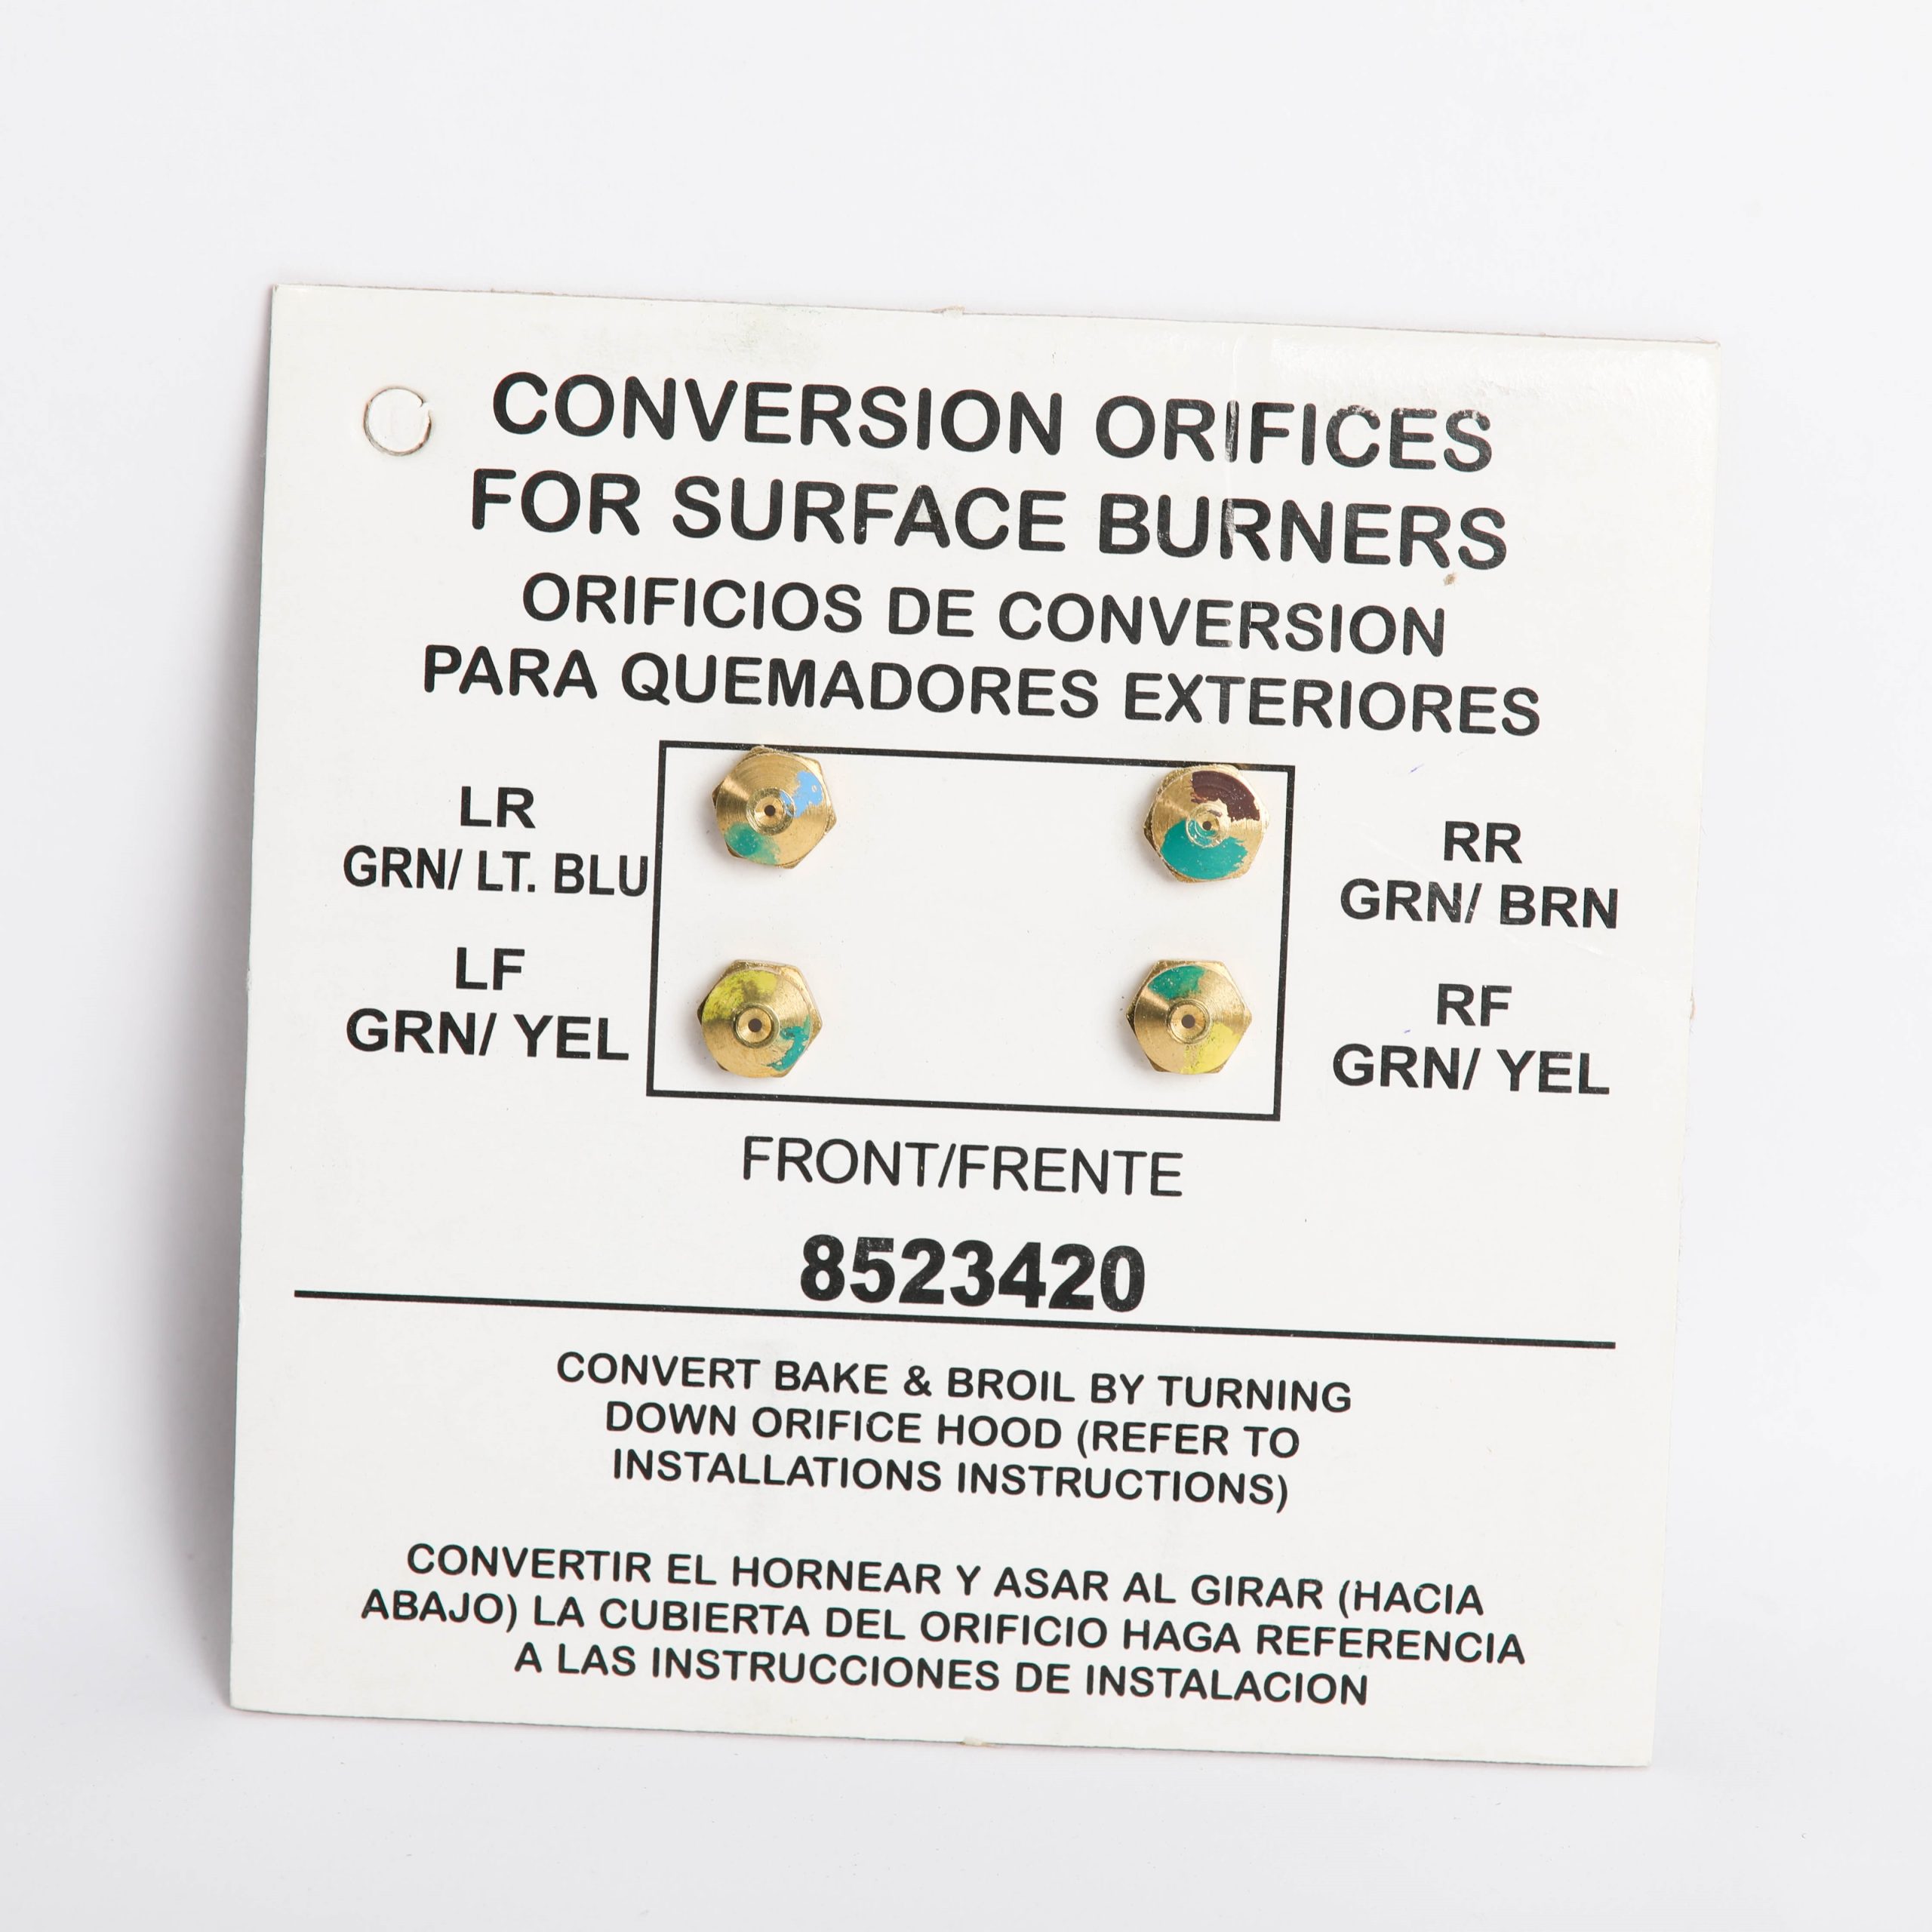 CONVERSION ORIFICES
FOR SURFACE BURNERS
ORIFICIOS DE CONVERSION
PARA QUEMADORES EXTERIORES
LR
GRN/ LT. BLU
RR
GRN/ BRN
LF
GRN/ YEL
RF
GRN/ YEL
FRONT/FRENTE
8523420
CONVERT BAKE & BROIL BY TURNING
DOWN ORIFICE HOOD (REFER TO
INSTALLATIONS INSTRUCTIONS)
CONVERTIR EL HORNEAR Y ASAR AL GIRAR (HACIA
ABAJO) LA CUBIERTA DEL ORIFICIO HAGA REFERENCIA
A LAS INSTRUCCIONES DE INSTALACION